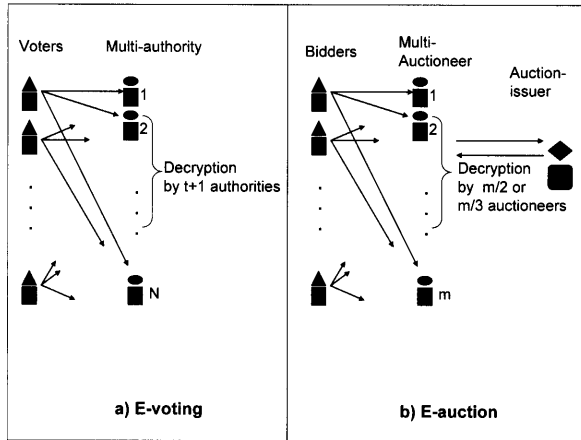 Voters
Multi-authority
1
2
Decryption
by t+1 authorities
N
a) E-voting
Bidders
Multi-
Auctioneer
Auction-
issuer
1
2
Decryption
by m/2 or
m/3 auctioneers
m
b) E-auction